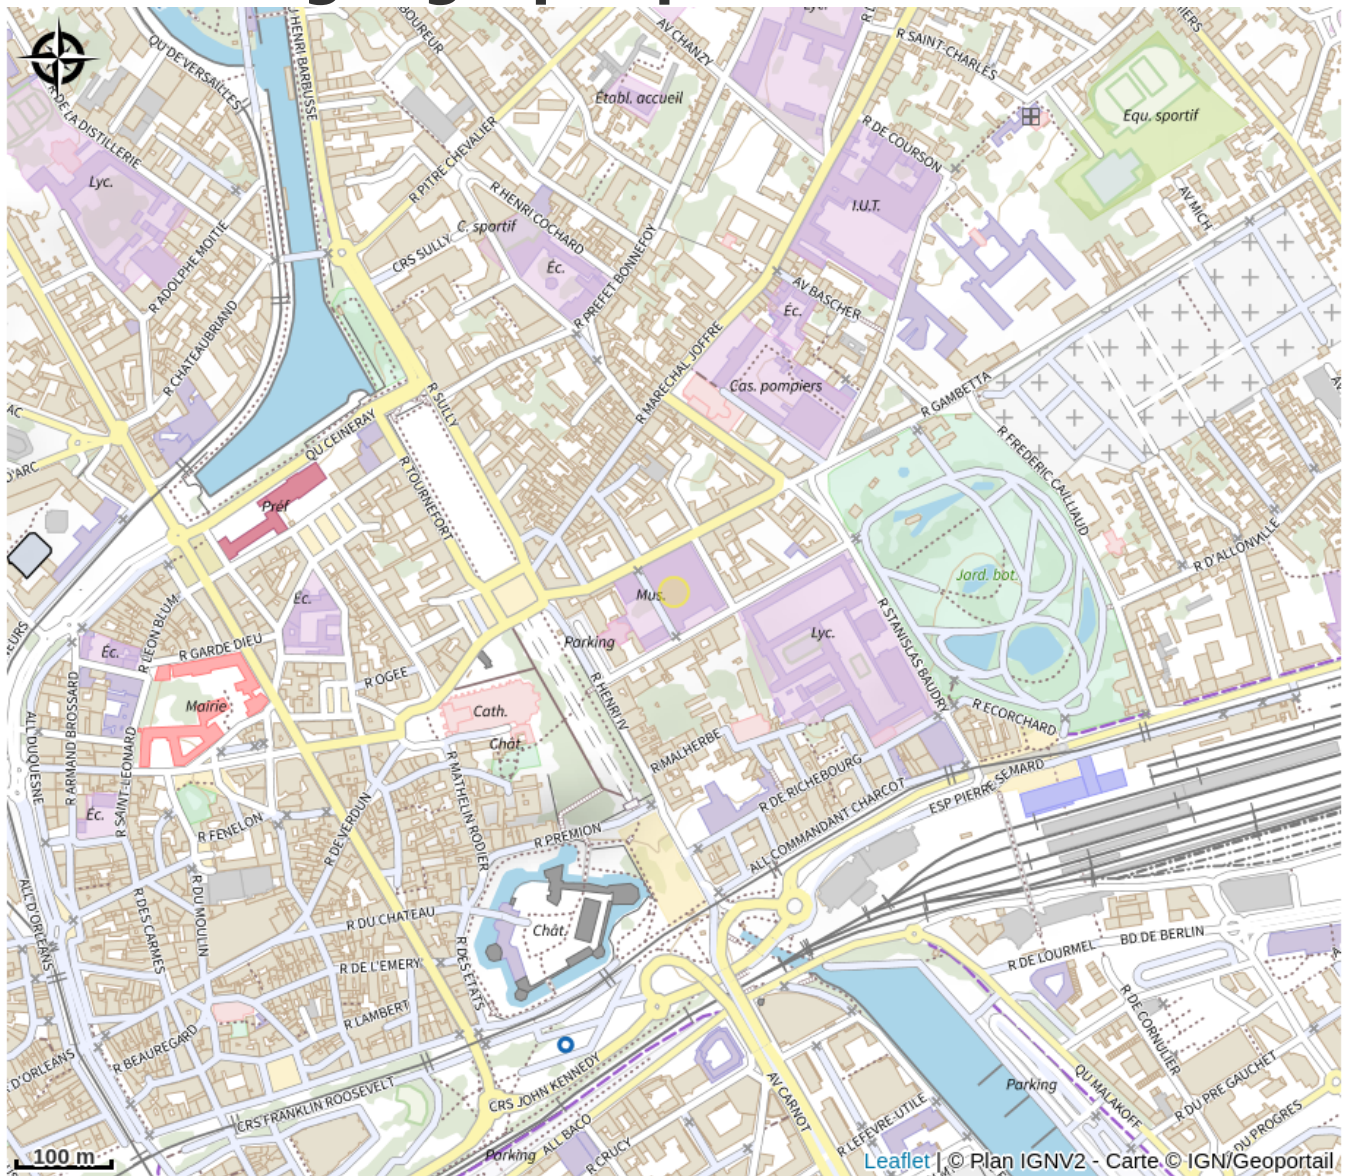 QU DE VERSAILLES
U HENRI BARBUSSE
BOUREUR
AV CHANZY
Lyc.
R SAINT-CHARLES
IERS
R DE LA DISTILLERIE
Établ. accueil
Equ. sportif
R PITRE CHEVALIER
R DE COURSON
Lyc.
R HENRI COCHARD
I.U.T.
AV MICH
R ADOLPHE MOITIE
C. sportif
CRS SULLY
Éc.
R PREFET BONNEFOY
AV BASCHER
Éc.
R CHATEAUBRIAND
R MARECHAL JOFFRE
Cas. pompiers
R GAMBETTA
R SULLY
AC
QU CEINERAY
D'ARC
R TOURNEFORT
R FREDERIC CAILLIAUD
Préf
R D'ALLONVILLE
Jord. bot.
Éc.
Mus.
R LEON BLUM
Parking
Lyc.
R STANISLAS BAUDRY
EURS
Éc.
R GARDE DIEU
R OGEE
R HENRI IV
Mairie
Cath.
R ECORCHARD
R ARMAND BROSSARD
ALL DUQUESNE
R SAINT-LEONARD
Chât.
R MALHERBE
R MATHELIN RODIER
R DE RICHEBOURG
ESP PIERRE SEMARD
ALL COMMANDANT CHARCOT
Éc.
R FENELON
R DE VERDUN
R PREMION
ALL D'ORLEANS
R DES CARMES
R DU MOULIN
R DU CHATEAU
Chât.
R DES ETATS
R DE L'EMERY
BD DE BERLIN
R DE LOURMEL
R LAMBERT
R DE CORNULIER
R BEAUREGARD
D'ORLEANS
CRS FRANKLIN ROOSEVELT
CRS JOHN KENNEDY
AV CARNOT
Parking
QU MALAKOFF
R DU PRE GAUCHET
DU PROGRES
ALL BACO
R CRUCY
R LEFEVRE-UTILE
Parking
100 m
Leaflet | © Plan IGNV2 - Carte © IGN/Geoportail